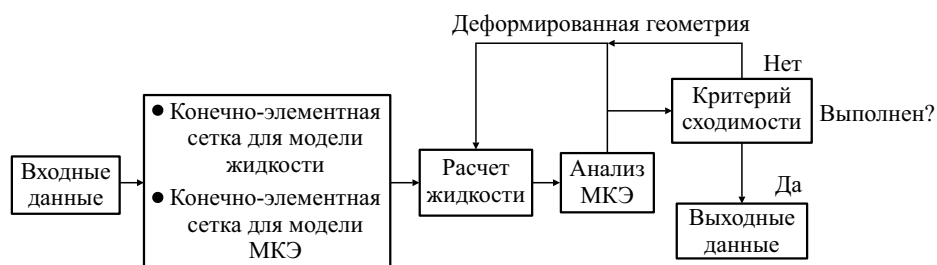 Деформированная геометрия
Входные
данные
● Конечно-элементная
сетка для модели
жидкости
● Конечно-элементная
сетка для модели
МКЭ
Расчет
жидкости
Анализ
МКЭ
Нет
Критерий
сходимости
Выполнен?
Да
Выходные
данные